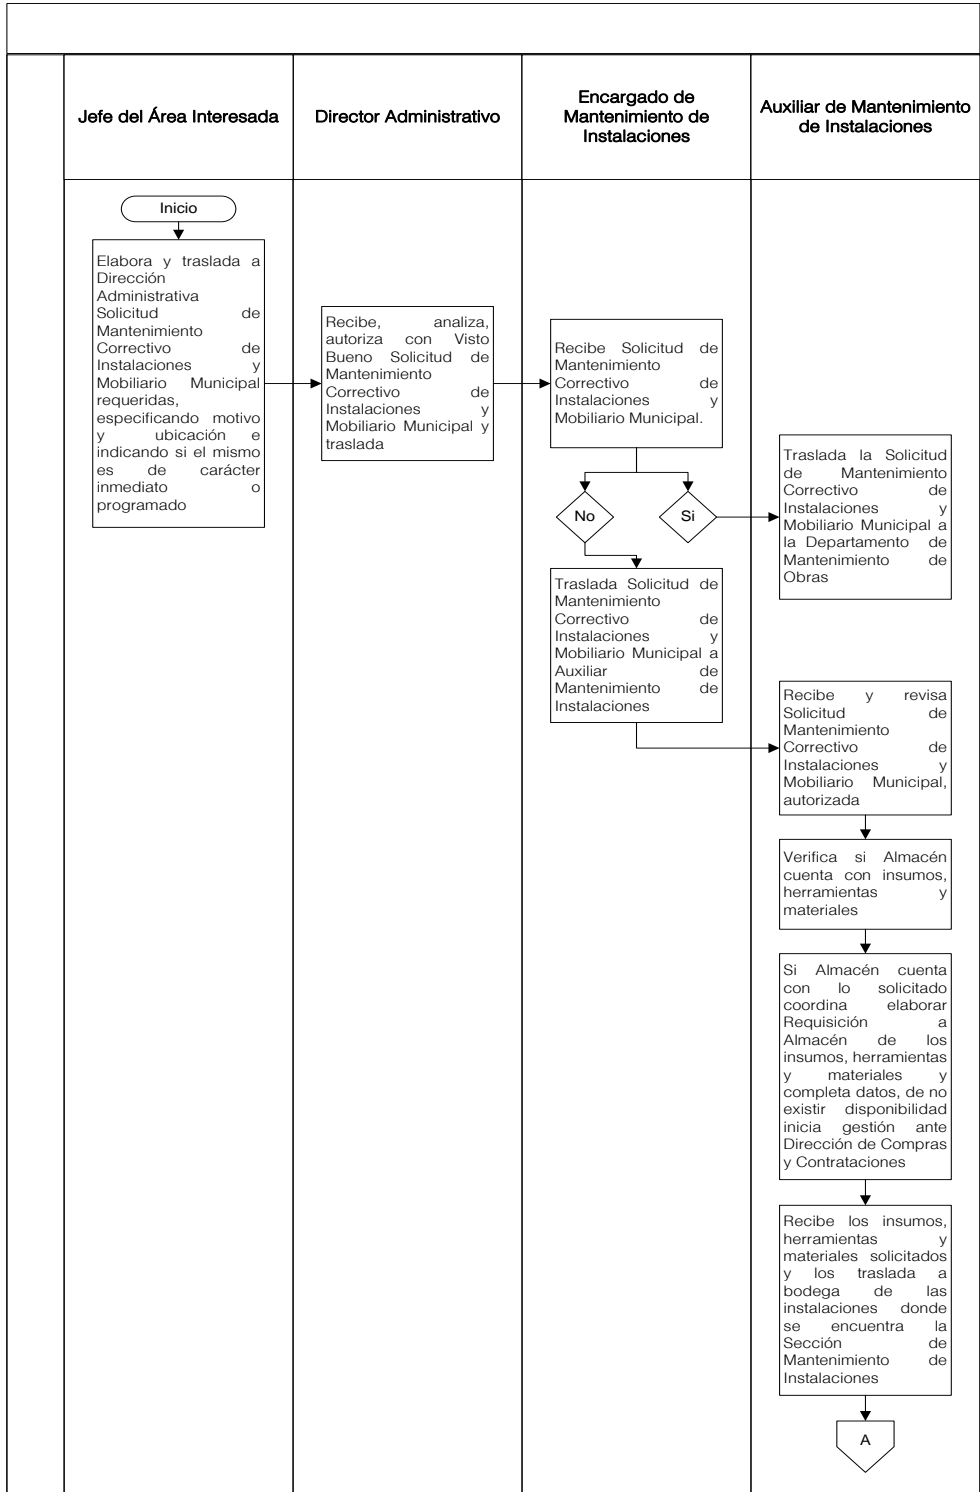 Jefe del Área Interesada
Director Administrativo
Encargado de
Mantenimiento de
Instalaciones
Auxiliar de Mantenimiento
de Instalaciones
Inicio
Elabora y traslada a
Dirección
Administrativa
Solicitud de
Mantenimiento
Correctivo de
Instalaciones y
Mobiliario Municipal
requeridas,
especificando motivo
y ubicación e
indicando si el mismo
es de carácter
inmediato o
programado
Recibe, analiza,
autoriza con Visto
Bueno Solicitud de
Mantenimiento
Correctivo de
Instalaciones y
Mobiliario Municipal y
traslada
Recibe Solicitud de
Mantenimiento
Correctivo de
Instalaciones y
Mobiliario Municipal.
No
Si
Traslada la Solicitud
de Mantenimiento
Correctivo de
Instalaciones y
Mobiliario Municipal a
la Departamento de
Mantenimiento de
Obras
Traslada Solicitud de
Mantenimiento
Correctivo de
Instalaciones y
Mobiliario Municipal a
Auxiliar de
Mantenimiento de
Instalaciones
Recibe y revisa
Solicitud de
Mantenimiento
Correctivo de
Instalaciones y
Mobiliario Municipal,
autorizada
Verifica si Almacén
cuenta con insumos,
herramientas y
materiales
Si Almacén cuenta
con lo solicitado
coordina elaborar
Requisición a
Almacén de los
insumos, herramientas
y materiales y
completa datos, de no
existir disponibilidad
inicia gestión ante
Dirección de Compras
y Contrataciones
Recibe los insumos,
herramientas y
materiales solicitados
y los traslada a
bodega de las
instalaciones donde
se encuentra la
Sección de
Mantenimiento de
Instalaciones
A